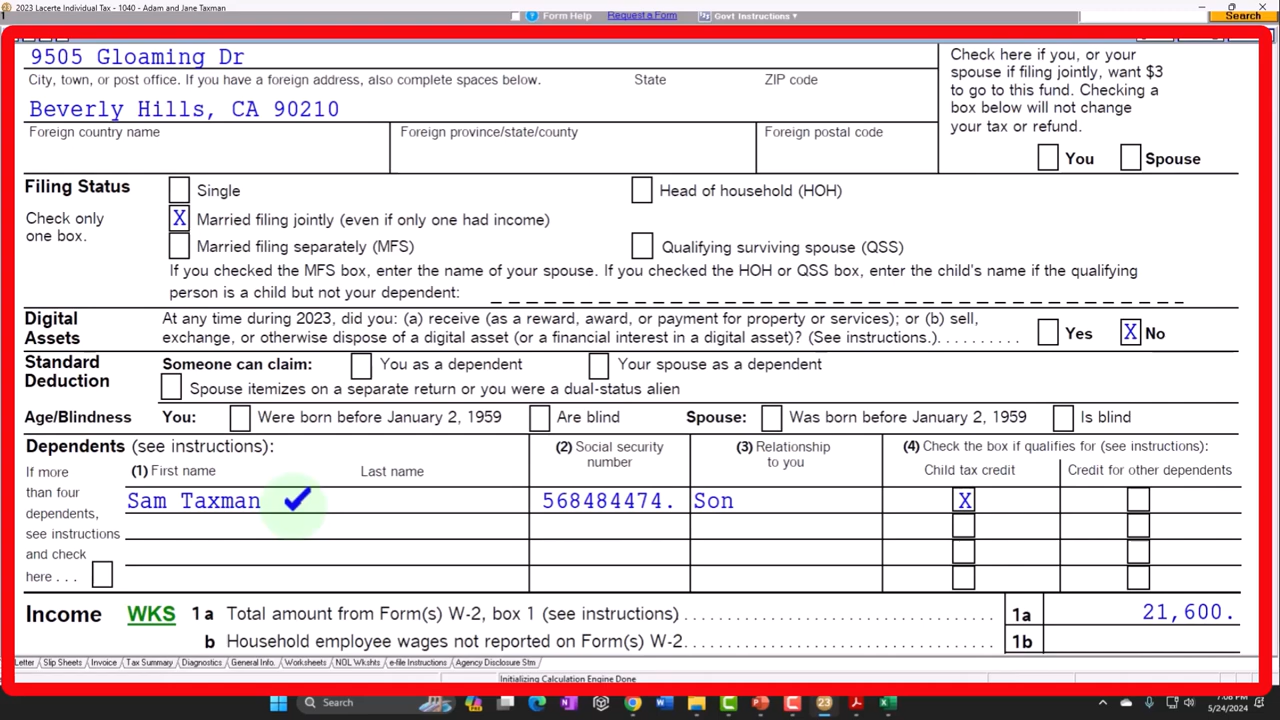 2023 Lacerte Individual Tax - 1040 - Adam and Jane Taxman
Form Help Request a Form Govt Instructions Search
9505 Gloaming Dr
City, town, or post office. If you have a foreign address, also complete spaces below. State ZIP code
Beverly Hills, CA 90210
Foreign country name Foreign province/state/county Foreign postal code
Check here if you, or your
spouse if filing jointly, want $3
to go to this fund. Checking a
box below will not change
your tax or refund.
You Spouse
Filing Status
Check only
one box.
Single Head of household (HOH)
X Married filing jointly (even if only one had income)
Married filing separately (MFS) Qualifying surviving spouse (QSS)
If you checked the MFS box, enter the name of your spouse. If you checked the HOH or QSS box, enter the child's name if the qualifying
person is a child but not your dependent:
Digital
Assets
At any time during 2023, did you: (a) receive (as a reward, award, or payment for property or services); or (b) sell,
exchange, or otherwise dispose of a digital asset (or a financial interest in a digital asset)? (See instructions.). . . . . . . . . . . Yes X No
Standard
Deduction
Someone can claim: You as a dependent Your spouse as a dependent
Spouse itemizes on a separate return or you were a dual-status alien
Age/Blindness You: Were born before January 2, 1959 Are blind Spouse: Was born before January 2, 1959 Is blind
Dependents (see instructions):
(1) First name Last name
(2) Social security
number
(3) Relationship
to you
(4) Check the box if qualifies for (see instructions):
Child tax credit Credit for other dependents
If more
than four
dependents,
see instructions
and check
here . . .
Sam Taxman 568484474. Son X
Income WKS 1a Total amount from Form(s) W-2, box 1 (see instructions) 1a 21,600.
b Household employee wages not reported on Form(s) W-2 1b
Letter Slip Sheets Invoice Tax Summary Diagnostics General Info. Worksheets NOL Wkshts e-file Instructions Agency Disclosure Stm
Initializing Calculation Engine Done
Search
7:08 PM
5/24/2024